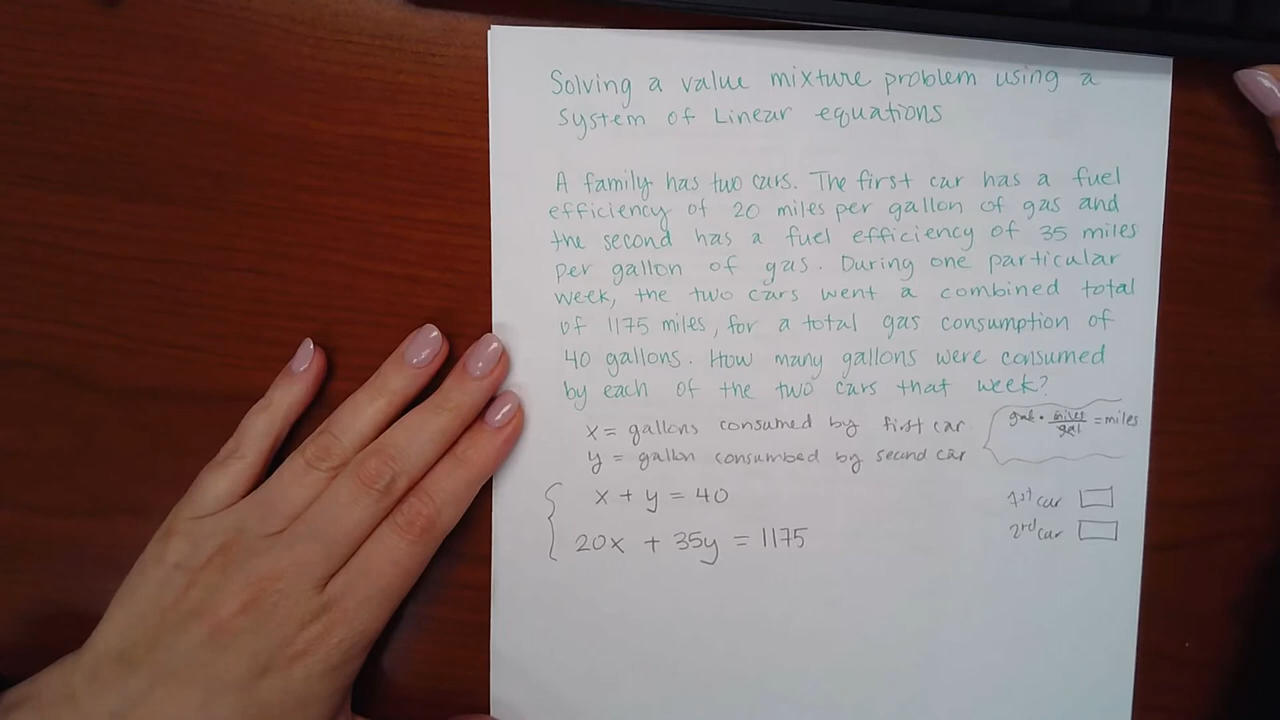 Solving a value mixture problem using a
system of Linear equations
A family has two cars. The first car has a fuel
efficiency of 20 miles per gallon of gas and
the second has a fuel efficiency of 35 miles
per gallon of gas. During one particular
week, the two cars went a combined total
of 1175 miles, for a total gas consumption of
40 gallons. How many gallons were consumed
by each of the two cars that week?
x = gallons consumed by first car
gal · miles/gal = miles
y = gallon consumbed by second car
x + y = 40
1st car
20x + 35y = 1175
2rd car